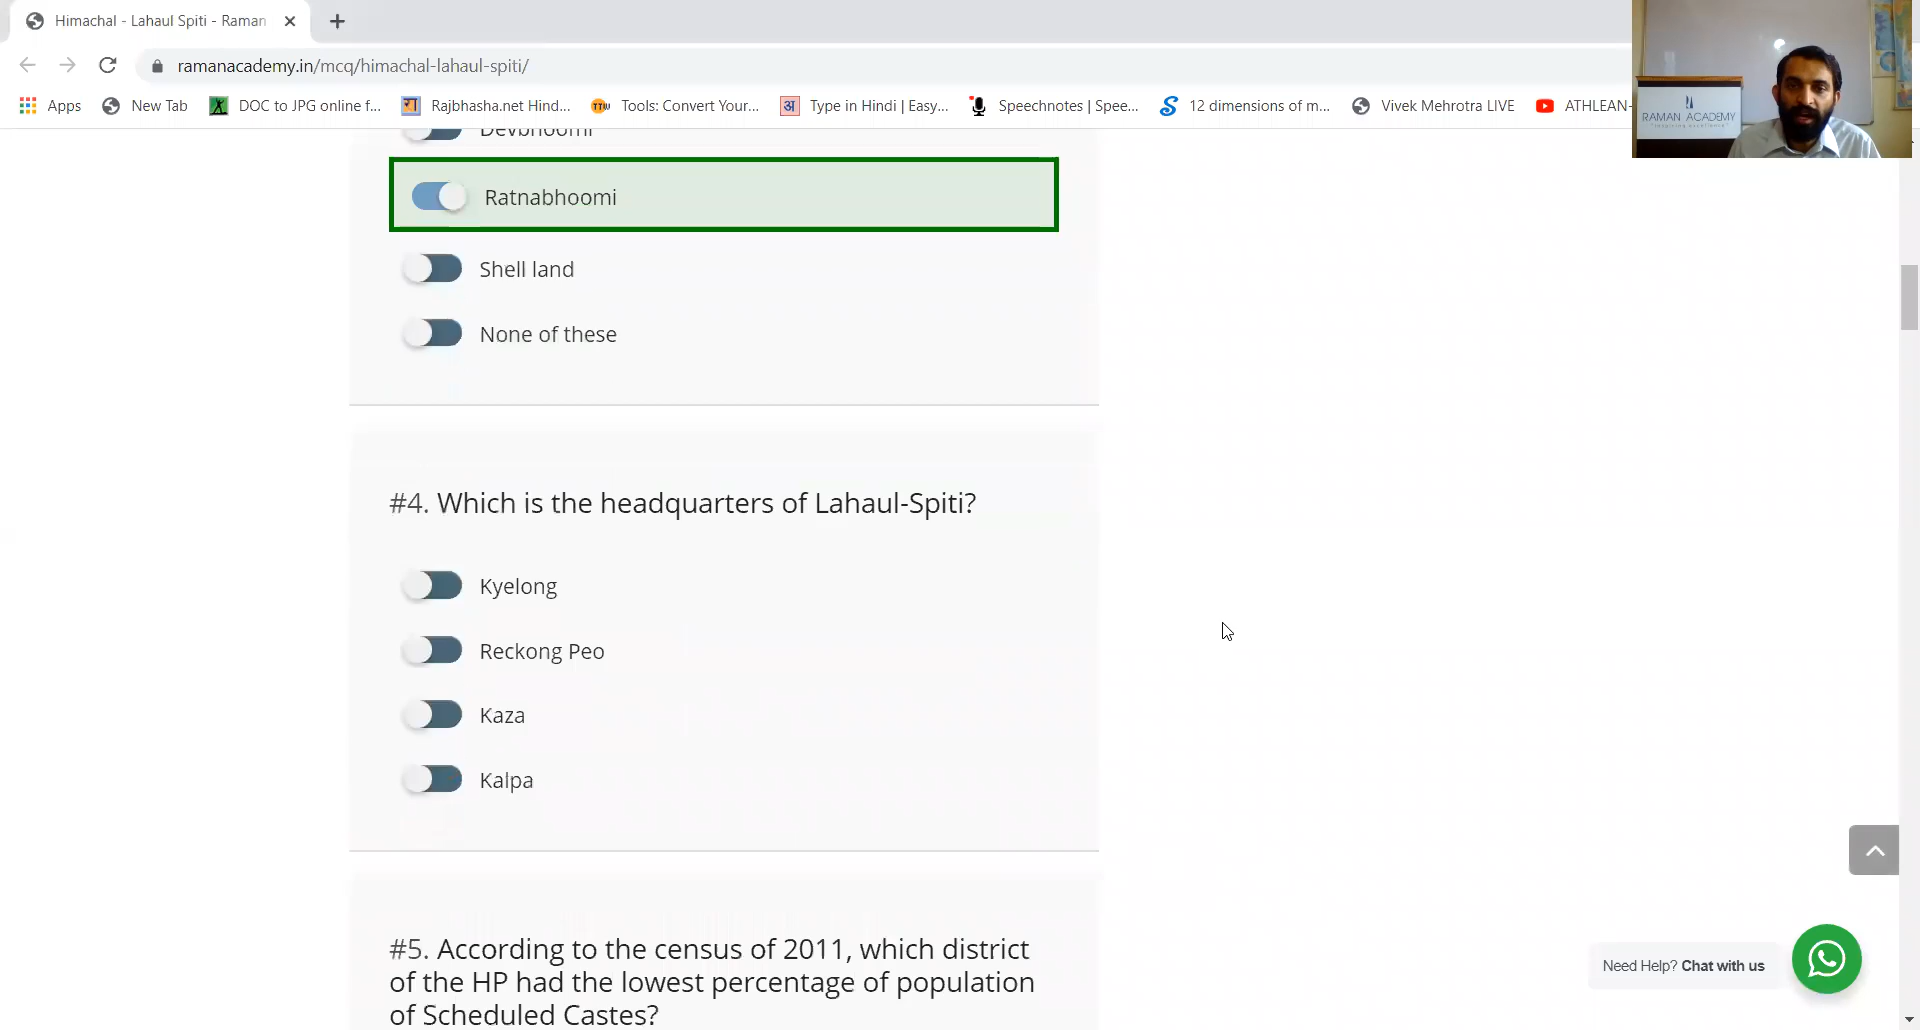 Himachal - Lahaul Spiti - Raman
ramanacademy.in/mcq/himachal-lahaul-spiti/
Apps New Tab DOC to JPG online f... Rajbhasha.net Hind... Tools: Convert Your... Type in Hindi | Easy... Speechnotes | Spee... 12 dimensions of m... Vivek Mehrotra LIVE ATHLEAN-
RAMAN ACADEMY
Devbhoomi
Ratnabhoomi
Shell land
None of these
#4. Which is the headquarters of Lahaul-Spiti?
Kyelong
Reckong Peo
Kaza
Kalpa
#5. According to the census of 2011, which district
of the HP had the lowest percentage of population
of Scheduled Castes?
Need Help? Chat with us